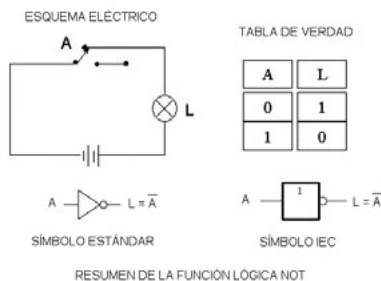 ESQUEMA ELÉCTRICO
TABLA DE VERDAD
A
L
A L
0 1
1 0
A L = A̅
SÍMBOLO ESTÁNDAR
1
A L = A̅
SÍMBOLO IEC
RESUMEN DE LA FUNCIÓN LÓGICA NOT